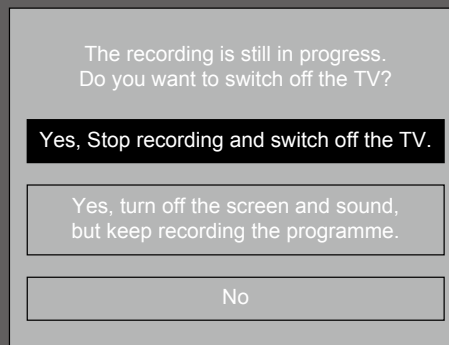 The recording is still in progress.
Do you want to switch off the TV?
Yes, Stop recording and switch off the TV.
Yes, turn off the screen and sound,
but keep recording the programme.
No